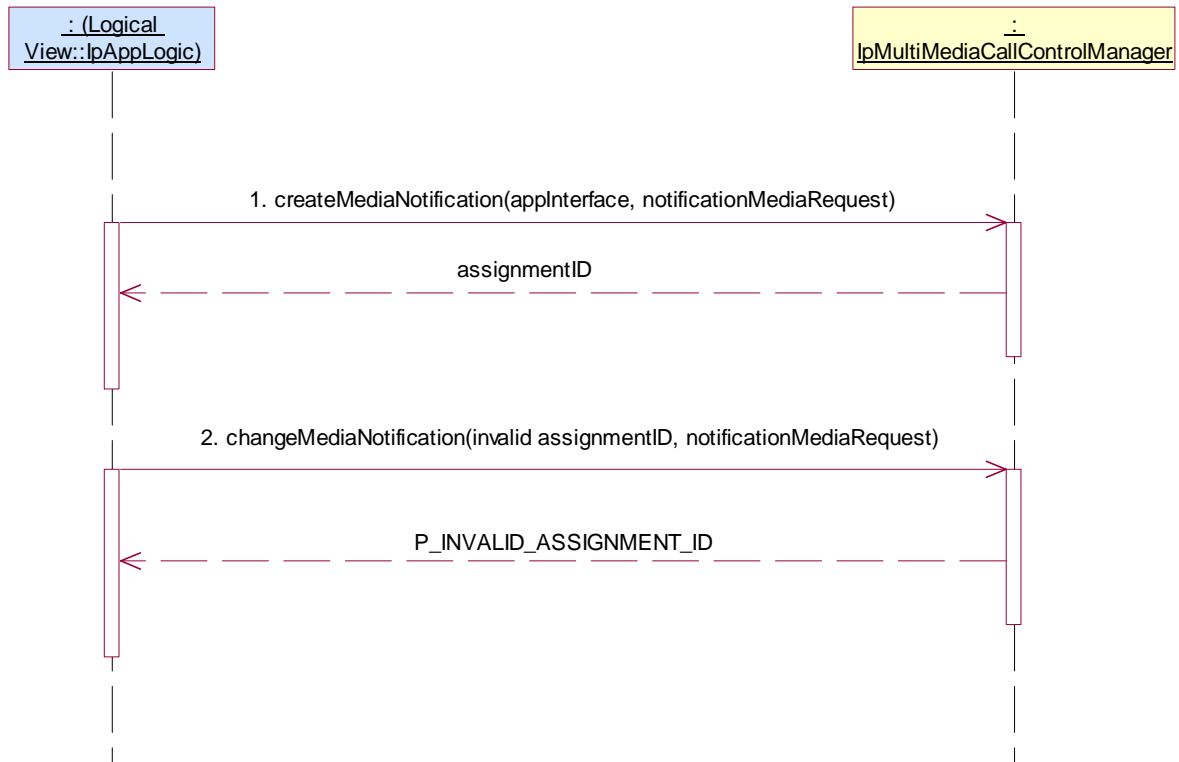 : (Logical
View::IpAppLogic)
:
IpMultiMediaCallControlManager
1. createMediaNotification(appInterface, notificationMediaRequest)
assignmentID
2. changeMediaNotification(invalid assignmentID, notificationMediaRequest)
P_INVALID_ASSIGNMENT_ID